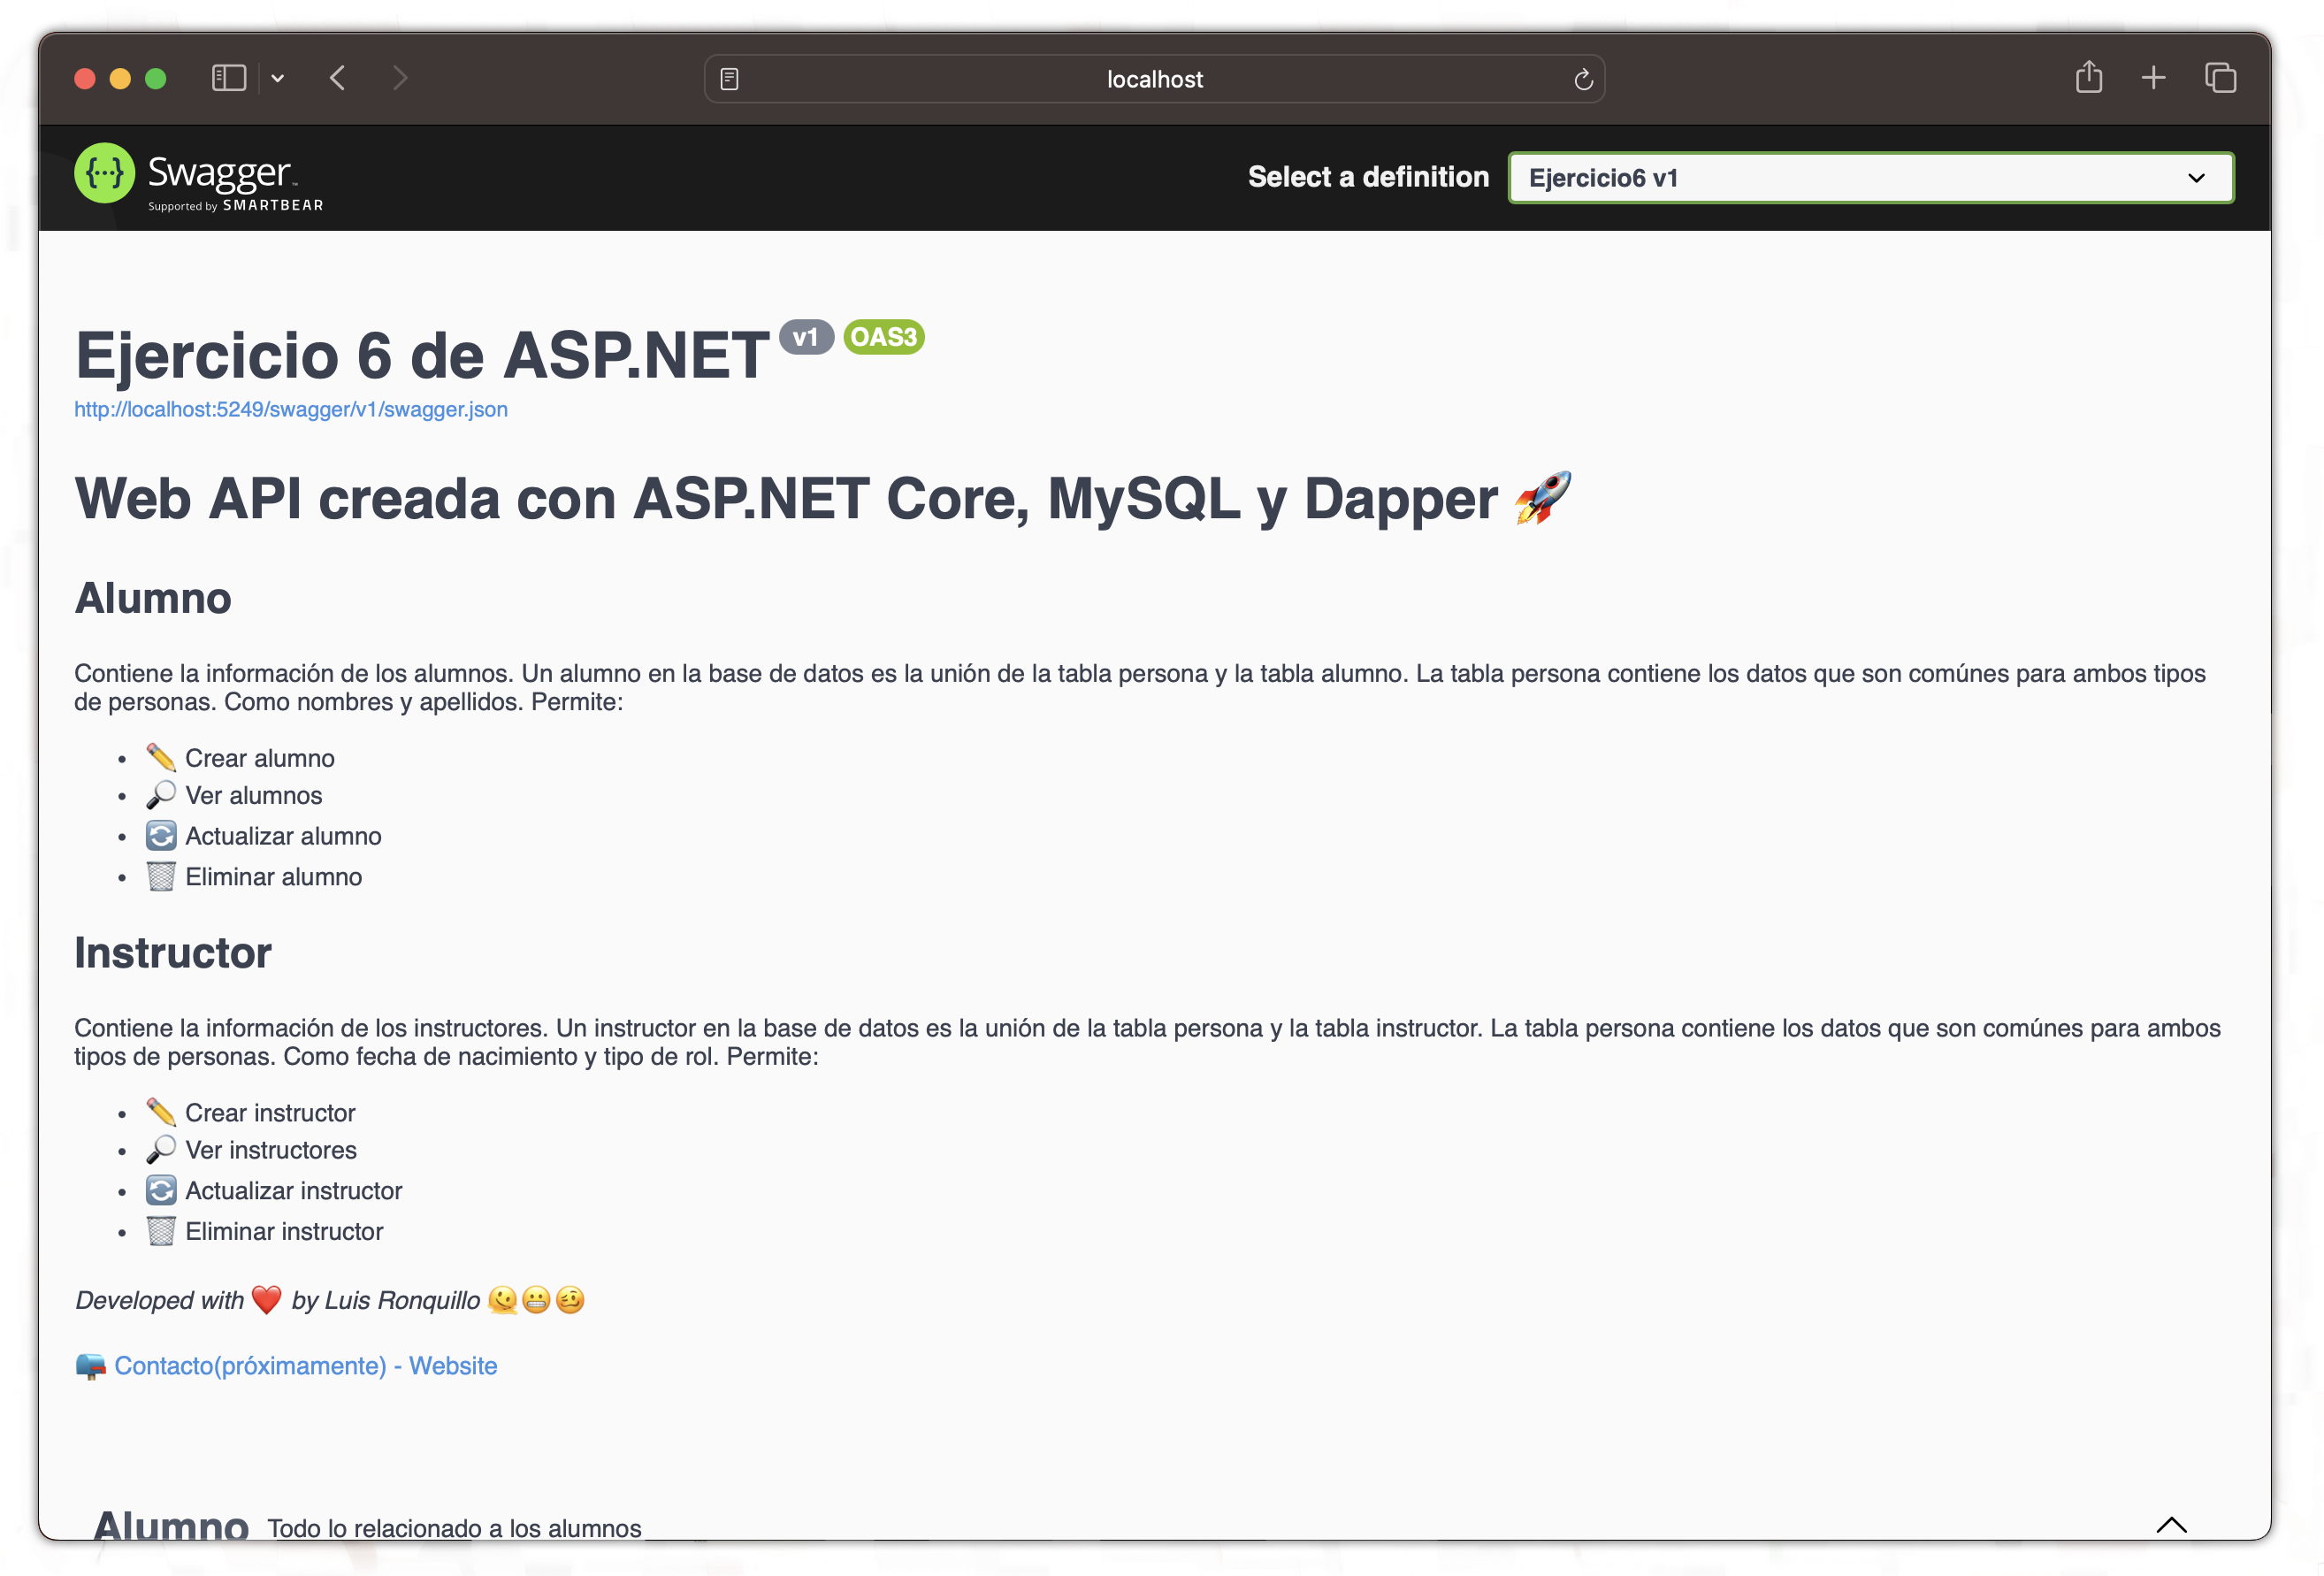 localhost
Swagger
Supported by SMARTBEAR
Select a definition
Ejercicio6 v1
Ejercicio 6 de ASP.NET v1 OAS3
http://localhost:5249/swagger/v1/swagger.json
Web API creada con ASP.NET Core, MySQL y Dapper 🚀
Alumno
Contiene la información de los alumnos. Un alumno en la base de datos es la unión de la tabla persona y la tabla alumno. La tabla persona contiene los datos que son comúnes para ambos tipos
de personas. Como nombres y apellidos. Permite:
• ✏️ Crear alumno
• 🔎 Ver alumnos
• 🔄 Actualizar alumno
• 🗑️ Eliminar alumno
Instructor
Contiene la información de los instructores. Un instructor en la base de datos es la unión de la tabla persona y la tabla instructor. La tabla persona contiene los datos que son comúnes para ambos
tipos de personas. Como fecha de nacimiento y tipo de rol. Permite:
• ✏️ Crear instructor
• 🔎 Ver instructores
• 🔄 Actualizar instructor
• 🗑️ Eliminar instructor
Developed with ❤️ by Luis Ronquillo 🫠😬🥴
📪 Contacto(próximamente) - Website
Alumno Todo lo relacionado a los alumnos